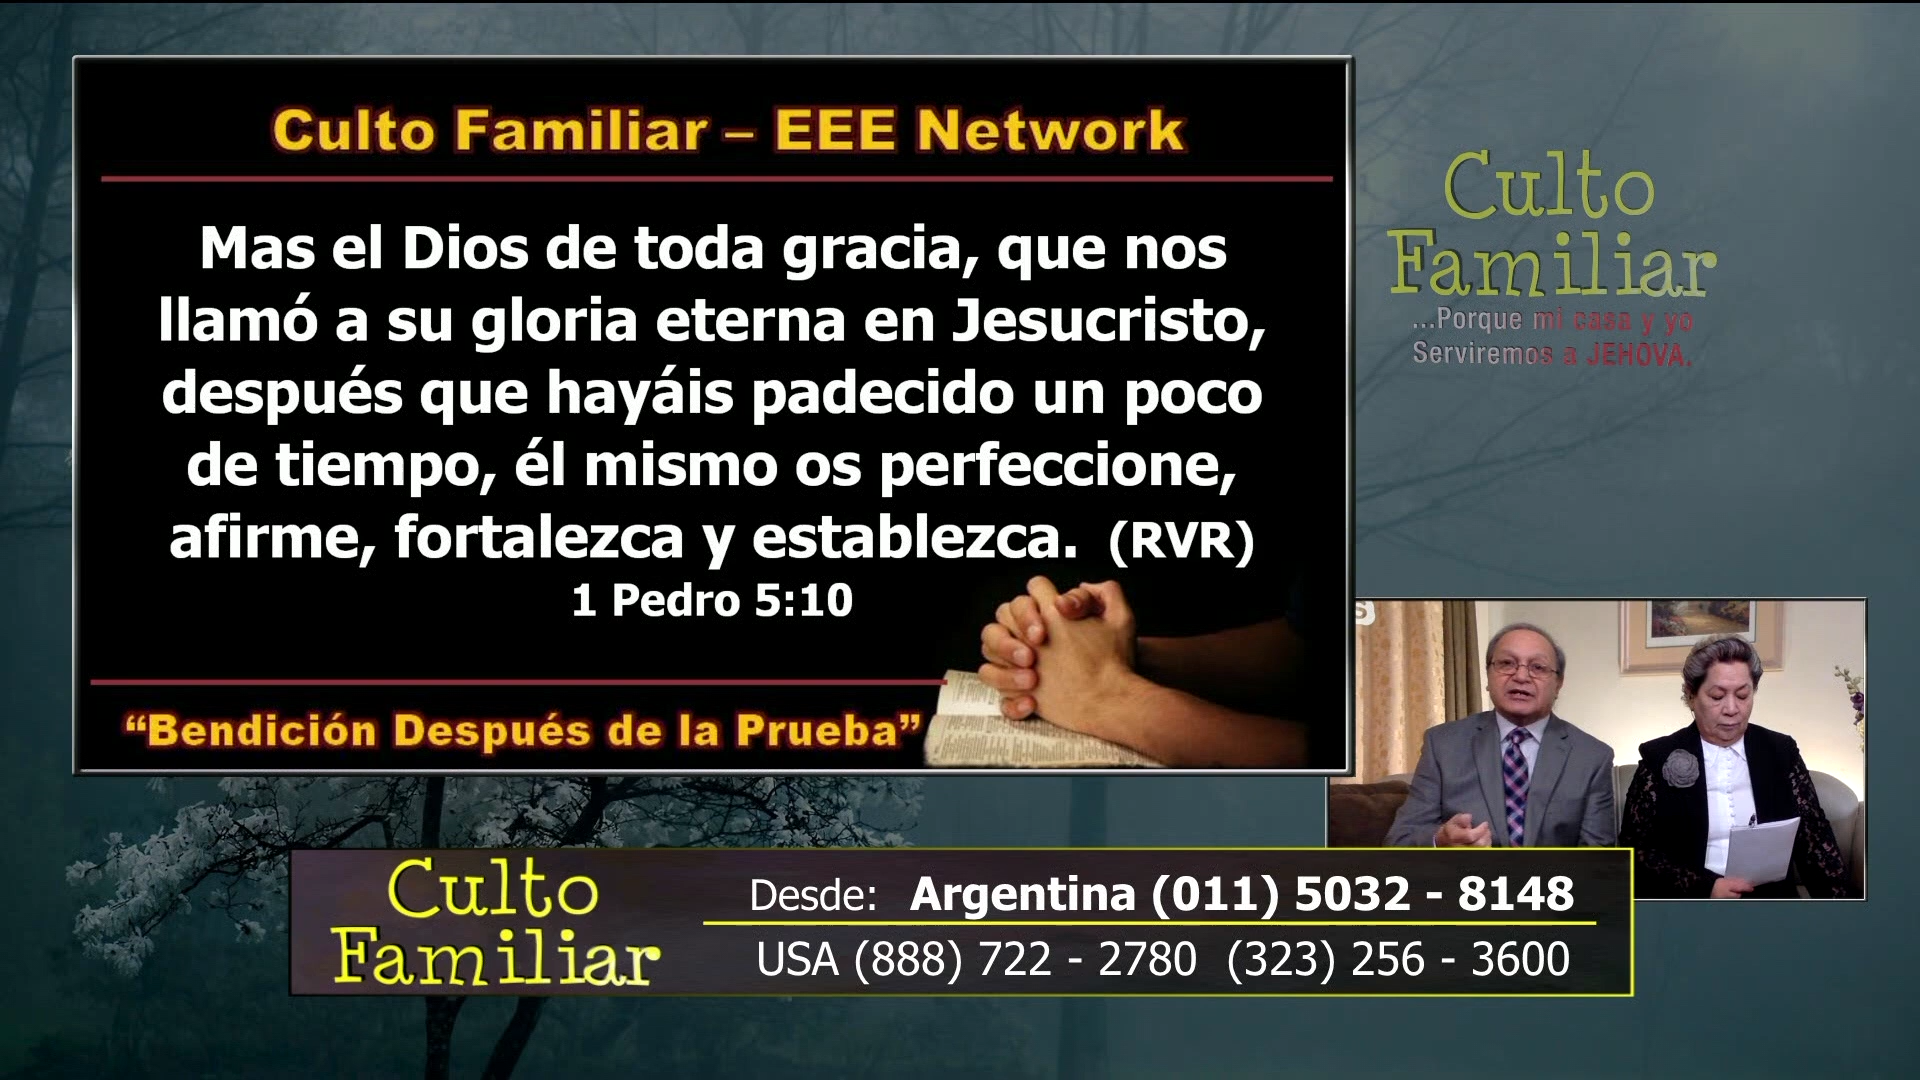 Culto Familiar – EEE Network
Mas el Dios de toda gracia, que nos
llamó a su gloria eterna en Jesucristo,
después que hayáis padecido un poco
de tiempo, él mismo os perfeccione,
afirme, fortalezca y establezca. (RVR)
1 Pedro 5:10
“Bendición Después de la Prueba”
Culto
Familiar
...Porque mi casa y yo
Serviremos a JEHOVA.
Culto
Familiar
Desde: Argentina (011) 5032 - 8148
USA (888) 722 - 2780 (323) 256 - 3600